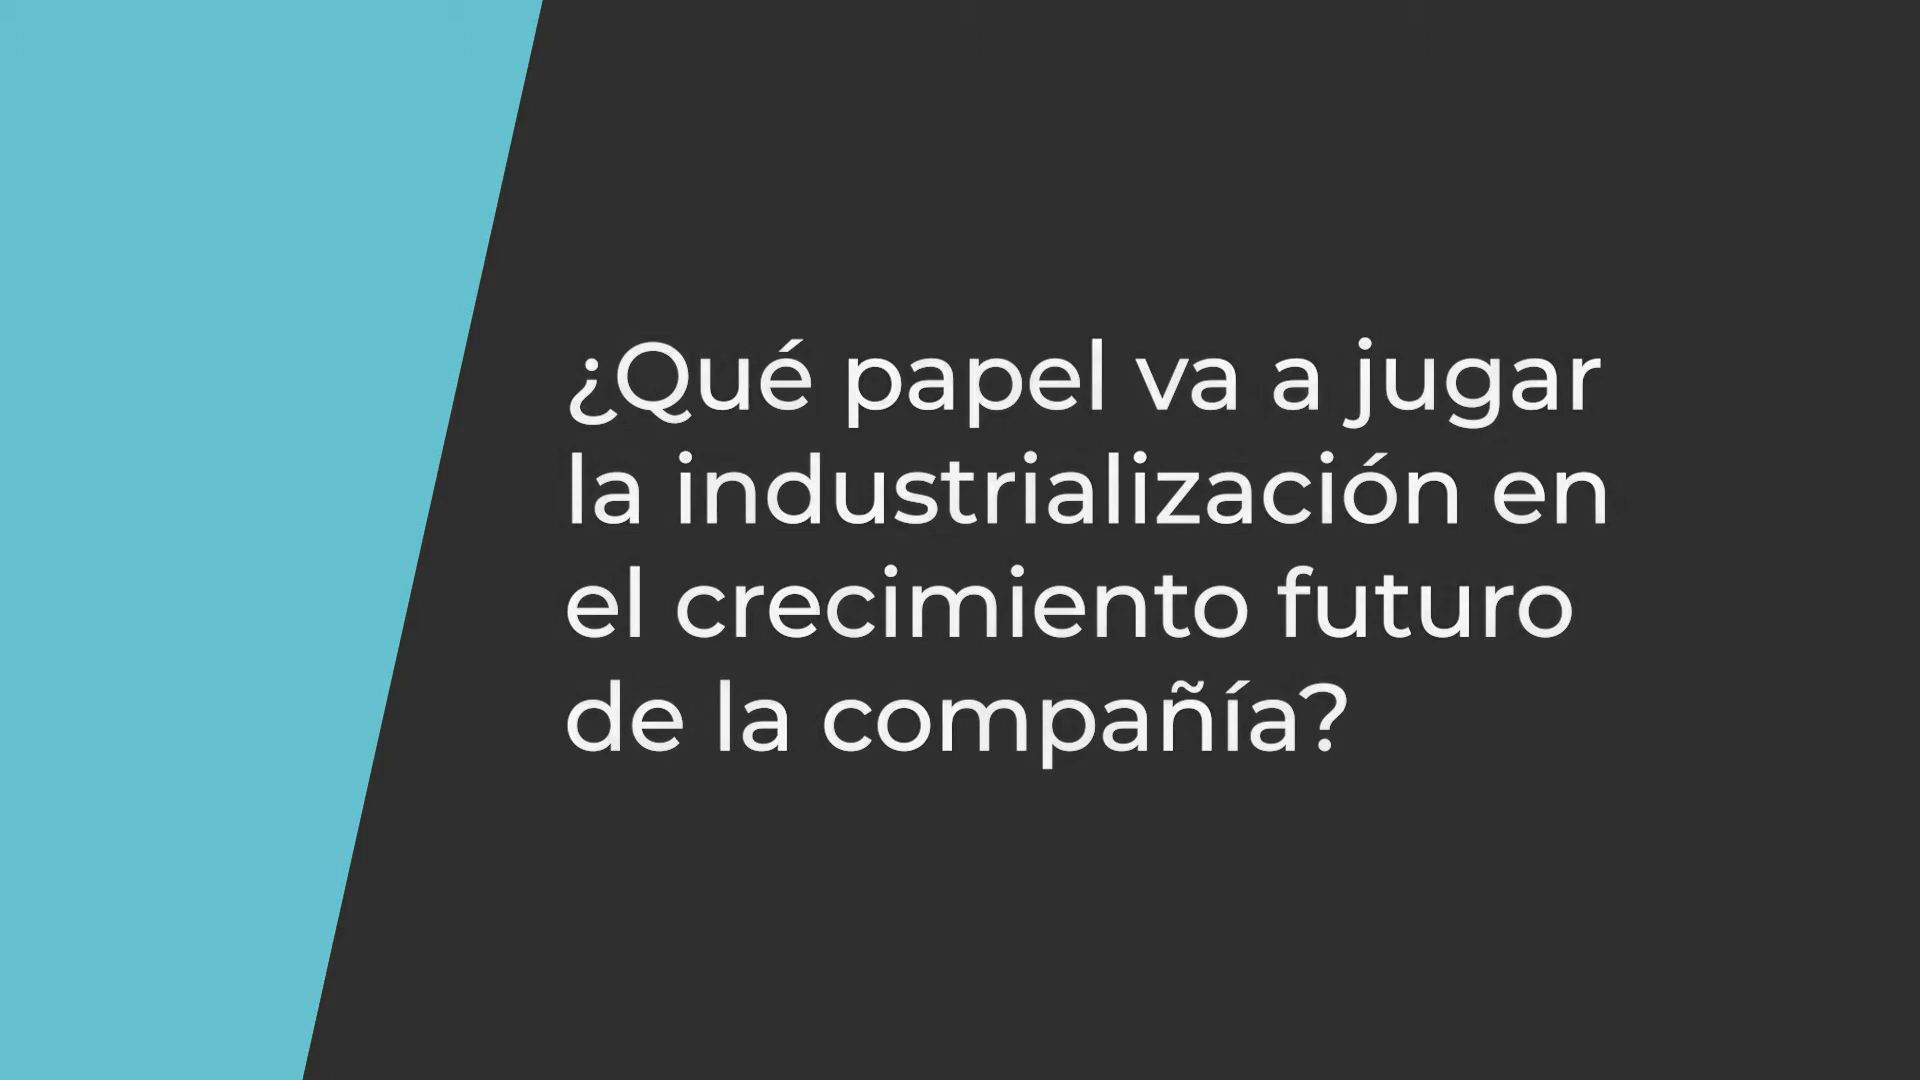 ¿Qué papel va a jugar
la industrialización en
el crecimiento futuro
de la compañía?